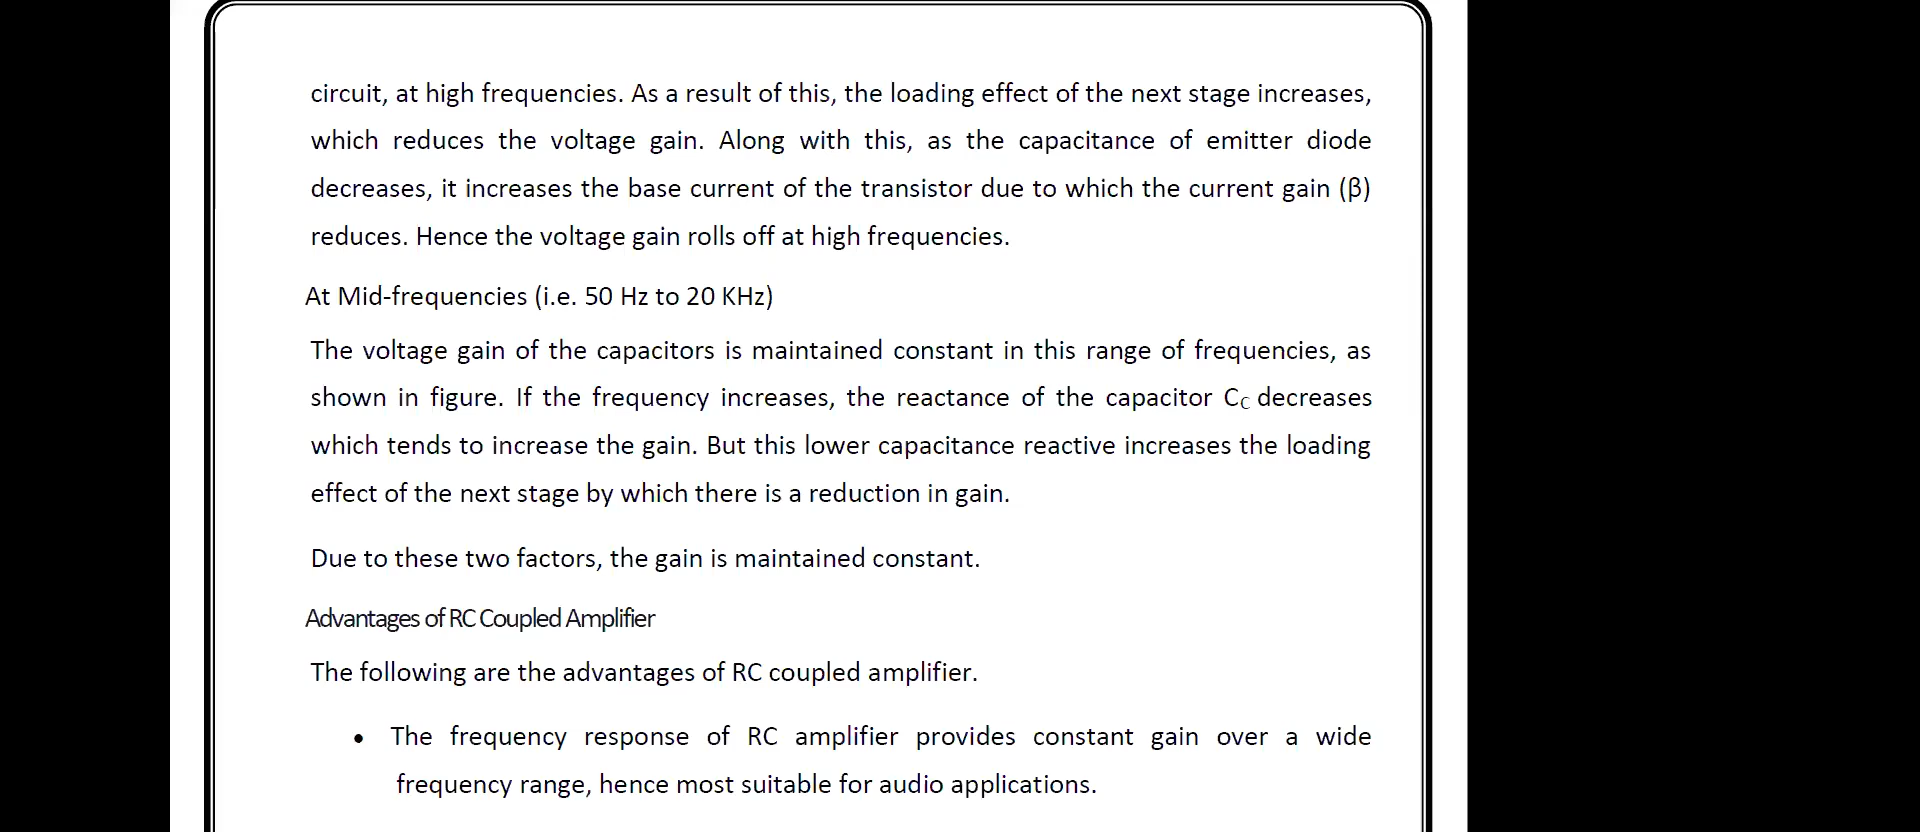 circuit, at high frequencies. As a result of this, the loading effect of the next stage increases,
which reduces the voltage gain. Along with this, as the capacitance of emitter diode
decreases, it increases the base current of the transistor due to which the current gain (β)
reduces. Hence the voltage gain rolls off at high frequencies.
At Mid-frequencies (i.e. 50 Hz to 20 KHz)
The voltage gain of the capacitors is maintained constant in this range of frequencies, as
shown in figure. If the frequency increases, the reactance of the capacitor CC decreases
which tends to increase the gain. But this lower capacitance reactive increases the loading
effect of the next stage by which there is a reduction in gain.
Due to these two factors, the gain is maintained constant.
Advantages of RC Coupled Amplifier
The following are the advantages of RC coupled amplifier.
• The frequency response of RC amplifier provides constant gain over a wide
frequency range, hence most suitable for audio applications.